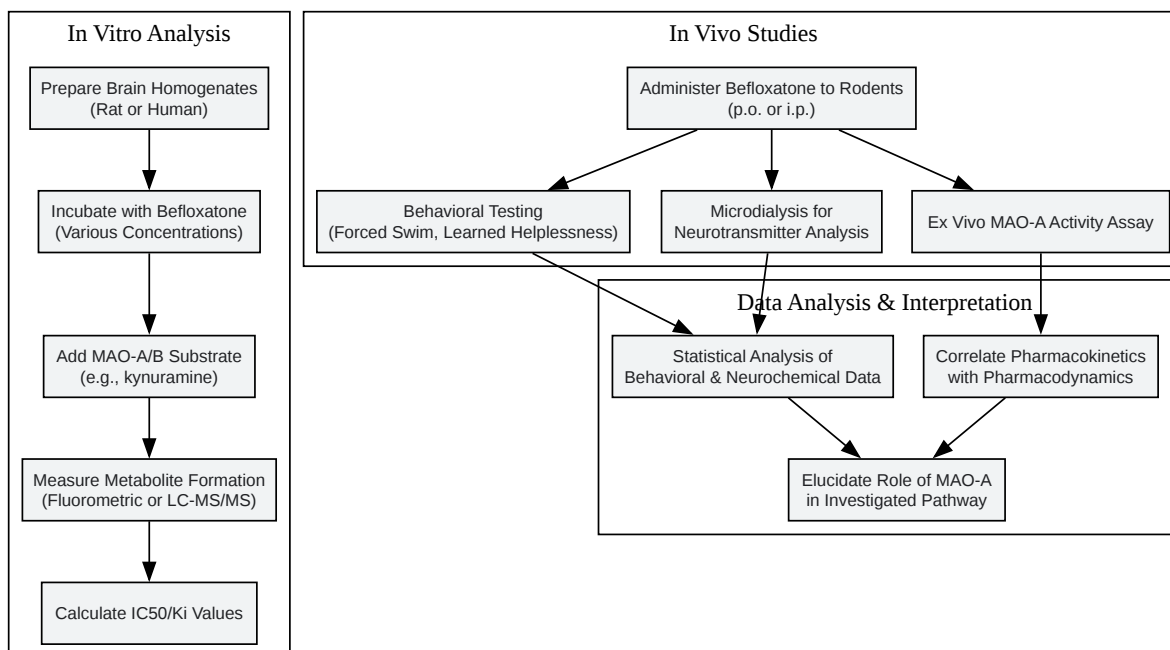 In Vitro Analysis
Prepare Brain Homogenates
(Rat or Human)
Incubate with Befloxatone
(Various Concentrations)
Add MAO-A/B Substrate
(e.g., kynuramine)
Measure Metabolite Formation
(Fluorometric or LC-MS/MS)
Calculate IC50/Ki Values
In Vivo Studies
Administer Befloxatone to Rodents
(p.o. or i.p.)
Behavioral Testing
(Forced Swim, Learned Helplessness)
Microdialysis for
Neurotransmitter Analysis
Ex Vivo MAO-A Activity Assay
Data Analysis & Interpretation
Statistical Analysis of
Behavioral & Neurochemical Data
Correlate Pharmacokinetics
with Pharmacodynamics
Elucidate Role of MAO-A
in Investigated Pathway